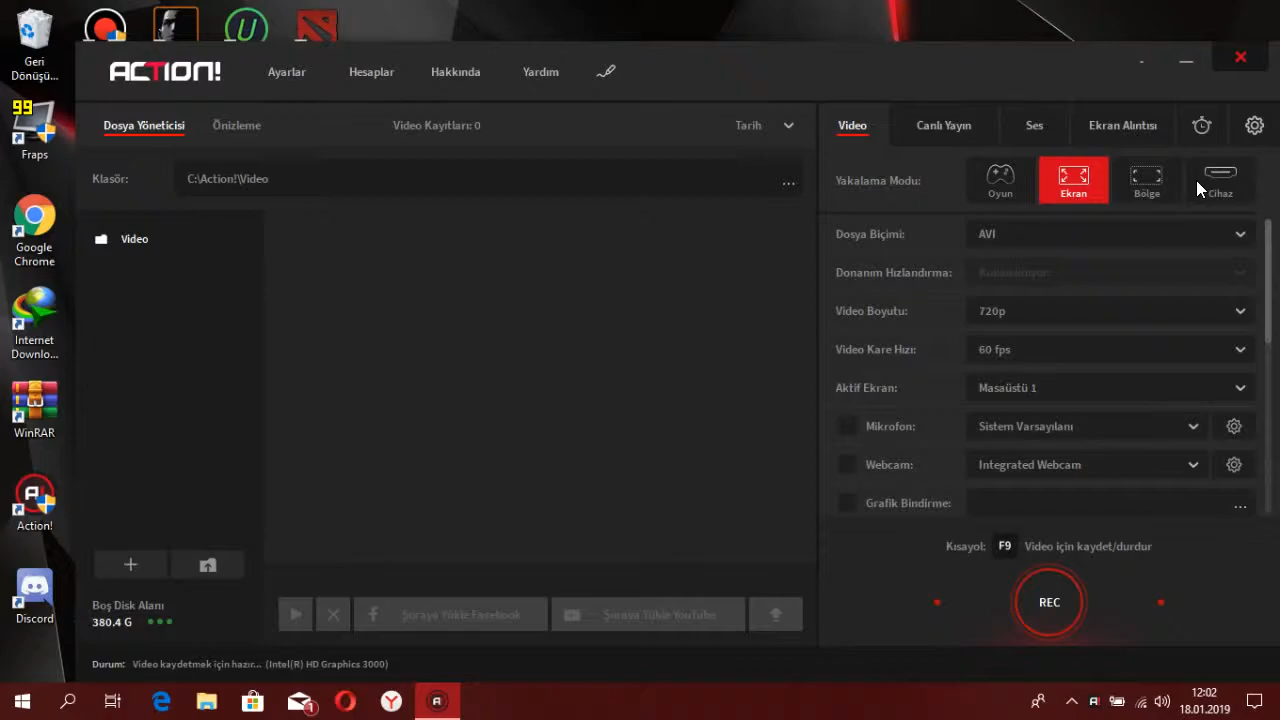 Geri
Dönüşü...
99
Fraps
Google
Chrome
Internet
Downlo...
WinRAR
Action!
Discord
ACTION!
Ayarlar
Hesaplar
Hakkında
Yardım
Dosya Yöneticisi
Önizleme
Video Kayıtları: 0
Tarih
Klasör:
C:\Action!\Video
...
Video
Boş Disk Alanı
380.4 G
Şuraya Yükle Facebook
Şuraya Yükle YouTube
Durum: Video kaydetmek için hazır... (Intel(R) HD Graphics 3000)
Video
Canlı Yayın
Ses
Ekran Alıntısı
Yakalama Modu:
Oyun
Ekran
Bölge
Cihaz
Dosya Biçimi: AVI
Donanım Hızlandırma:
Video Boyutu: 720p
Video Kare Hızı: 60 fps
Aktif Ekran: Masaüstü 1
Mikrofon: Sistem Varsayılanı
Webcam: Integrated Webcam
Grafik Bindirme: ...
Kısayol: F9 Video için kaydet/durdur
REC
1
12:02
18.01.2019